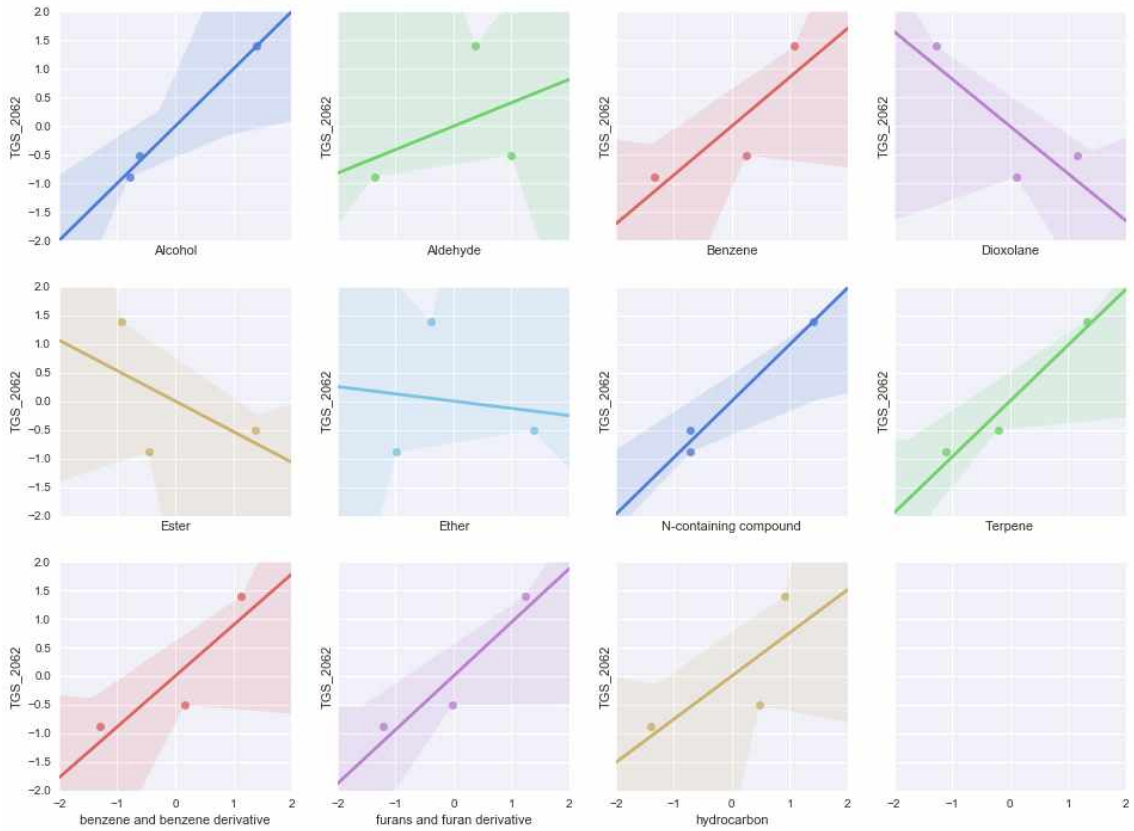 2.0
1.5
1.0
0.5
0.0
−0.5
−1.0
−1.5
−2.0
TGS_2062
Alcohol
TGS_2062
Aldehyde
TGS_2062
Benzene
TGS_2062
Dioxolane
2.0
1.5
1.0
0.5
0.0
−0.5
−1.0
−1.5
−2.0
TGS_2062
Ester
TGS_2062
Ether
TGS_2062
N-containing compound
TGS_2062
Terpene
2.0
1.5
1.0
0.5
0.0
−0.5
−1.0
−1.5
−2.0
TGS_2062
−2 −1 0 1 2
benzene and benzene derivative
TGS_2062
−2 −1 0 1 2
furans and furan derivative
TGS_2062
−2 −1 0 1 2
hydrocarbon
−2 −1 0 1 2